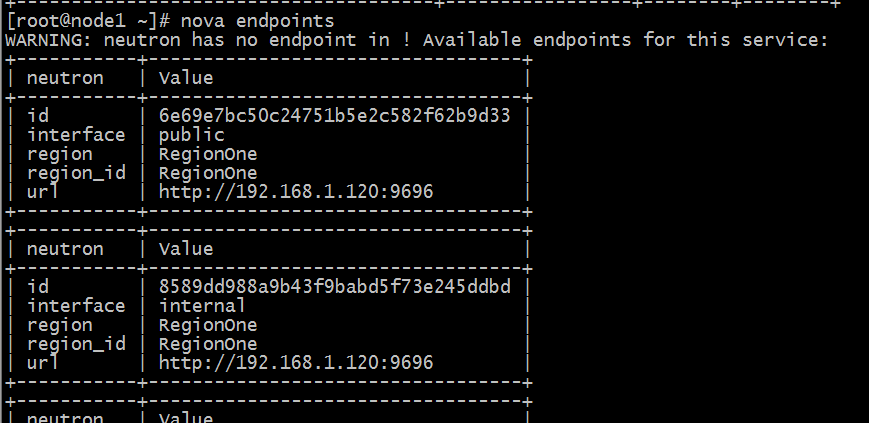 +---------------------------------------+-----------------+--------+--------+
[root@node1 ~]# nova endpoints
WARNING: neutron has no endpoint in ! Available endpoints for this service:
+-----------+----------------------------------+
| neutron   | Value                            |
+-----------+----------------------------------+
| id        | 6e69e7bc50c24751b5e2c582f62b9d33 |
| interface | public                           |
| region    | RegionOne                        |
| region_id | RegionOne                        |
| url       | http://192.168.1.120:9696        |
+-----------+----------------------------------+
+-----------+----------------------------------+
| neutron   | Value                            |
+-----------+----------------------------------+
| id        | 8589dd988a9b43f9babd5f73e245ddbd |
| interface | internal                         |
| region    | RegionOne                        |
| region_id | RegionOne                        |
| url       | http://192.168.1.120:9696        |
+-----------+----------------------------------+
+-----------+----------------------------------+
| neutron   | Value                            |